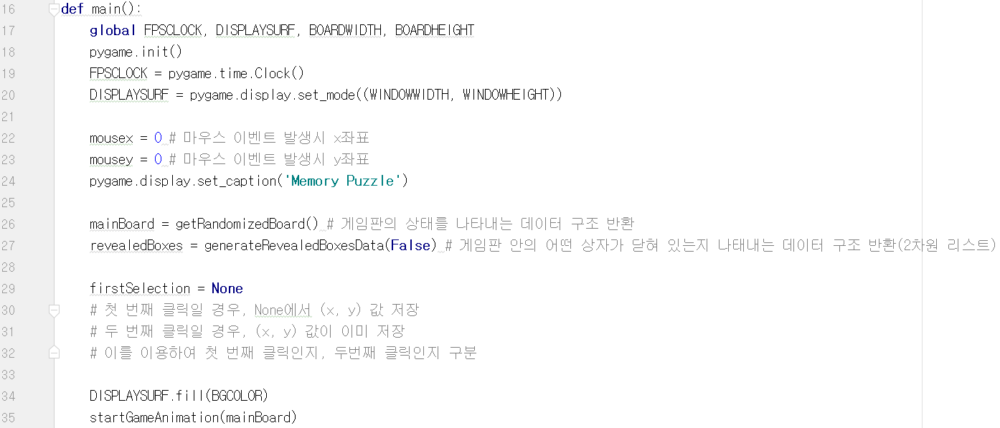 16 def main():
17 global FPSCLOCK, DISPLAYSURF, BOARDWIDTH, BOARDHEIGHT
18 pygame.init()
19 FPSCLOCK = pygame.time.Clock()
20 DISPLAYSURF = pygame.display.set_mode((WINDOWWIDTH, WINDOWHEIGHT))
21
22 mousex = 0 # 마우스 이벤트 발생시 x좌표
23 mousey = 0 # 마우스 이벤트 발생시 y좌표
24 pygame.display.set_caption('Memory Puzzle')
25
26 mainBoard = getRandomizedBoard() # 게임판의 상태를 나타내는 데이터 구조 반환
27 revealedBoxes = generateRevealedBoxesData(False) # 게임판 안의 어떤 상자가 닫혀 있는지 나태내는 데이터 구조 반환(2차원 리스트)
28
29 firstSelection = None
30 # 첫 번째 클릭일 경우, None에서 (x, y) 값 저장
31 # 두 번째 클릭일 경우, (x, y) 값이 이미 저장
32 # 이를 이용하여 첫 번째 클릭인지, 두번째 클릭인지 구분
33
34 DISPLAYSURF.fill(BGCOLOR)
35 startGameAnimation(mainBoard)